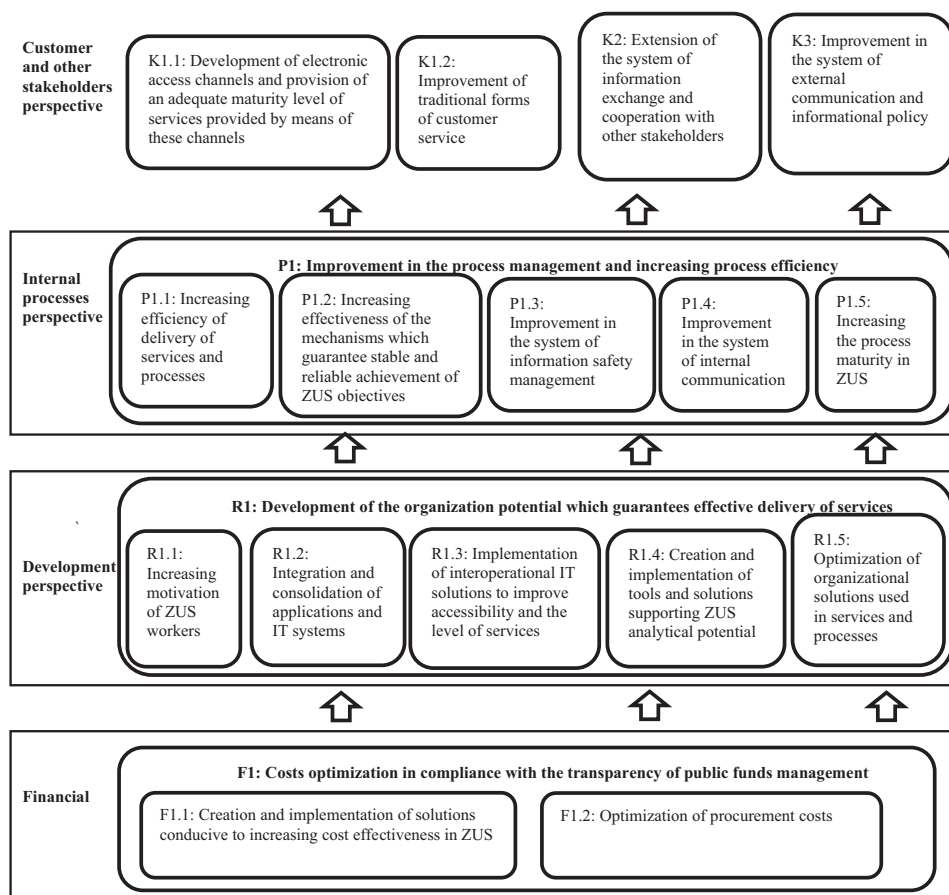 Customer
and other
stakeholders
perspective
K1.1: Development of electronic
access channels and provision of
an adequate maturity level of
services provided by means of
these channels
K1.2:
Improvement of
traditional forms
of customer
service
K2: Extension of
the system of
information
exchange and
cooperation with
other stakeholders
K3: Improvement in
the system of
external
communication and
informational policy
Internal
processes
perspective
P1: Improvement in the process management and increasing process efficiency
P1.1: Increasing
efficiency of
delivery of
services and
processes
P1.2: Increasing
effectiveness of the
mechanisms which
guarantee stable and
reliable achievement of
ZUS objectives
P1.3:
Improvement in
the system of
information safety
management
P1.4:
Improvement
in the system
of internal
communication
P1.5:
Increasing
the process
maturity in
ZUS
Development
perspective
R1: Development of the organization potential which guarantees effective delivery of services
R1.1:
Increasing
motivation
of ZUS
workers
R1.2:
Integration and
consolidation of
applications and
IT systems
R1.3: Implementation
of interoperational IT
solutions to improve
accessibility and the
level of services
R1.4: Creation and
implementation of
tools and solutions
supporting ZUS
analytical potential
R1.5:
Optimization of
organizational
solutions used
in services and
processes
Financial
F1: Costs optimization in compliance with the transparency of public funds management
F1.1: Creation and implementation of solutions
conducive to increasing cost effectiveness in ZUS
F1.2: Optimization of procurement costs